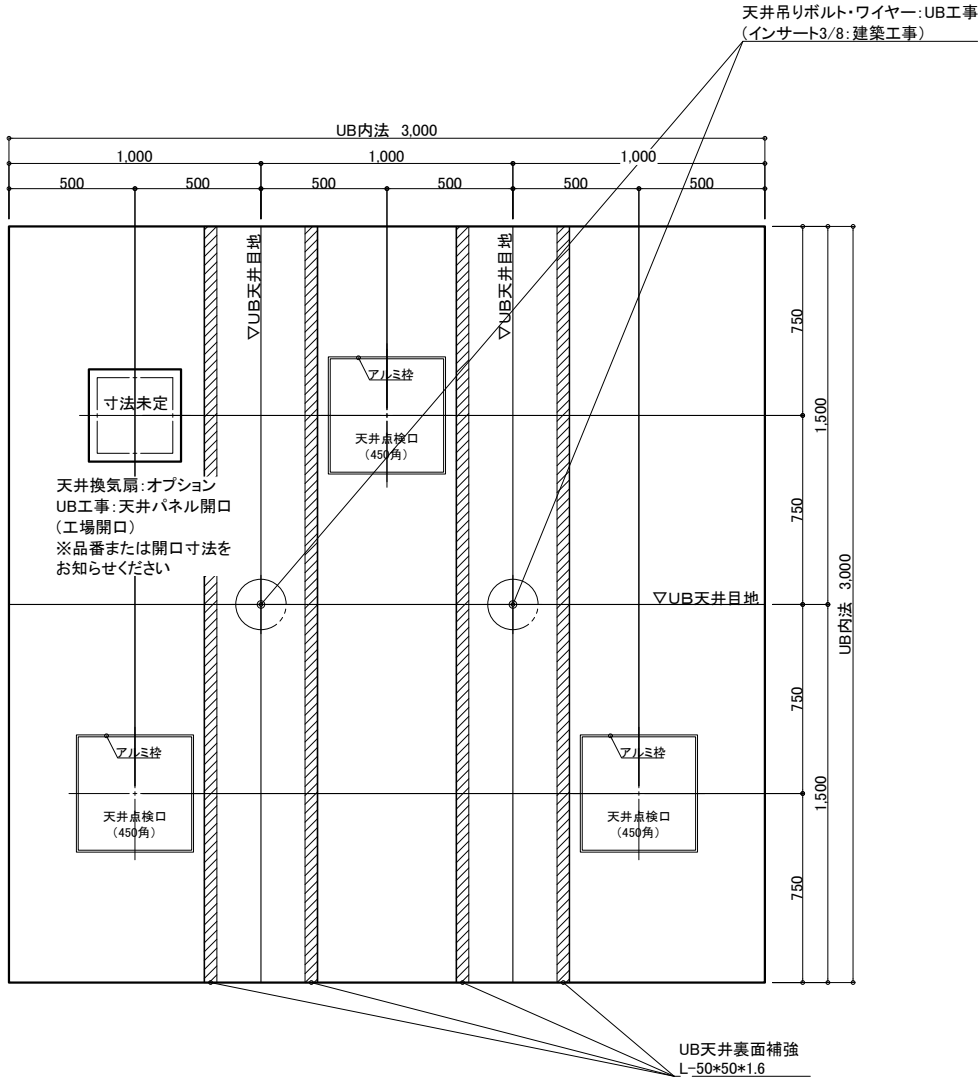 天井吊りボルト・ワイヤー：UB工事
（インサート3/8：建築工事）
UB内法 3,000
1,000
1,000
1,000
500
500
500
500
500
500
▽UB天井目地
▽UB天井目地
アルミ枠
寸法未定
天井点検口
（450角）
天井換気扇：オプション
UB工事：天井パネル開口
（工場開口）
※品番または開口寸法を
お知らせください
▽UB天井目地
750
1,500
750
UB内法 3,000
750
1,500
750
アルミ枠
天井点検口
（450角）
アルミ枠
天井点検口
（450角）
UB天井裏面補強
L-50*50*1.6